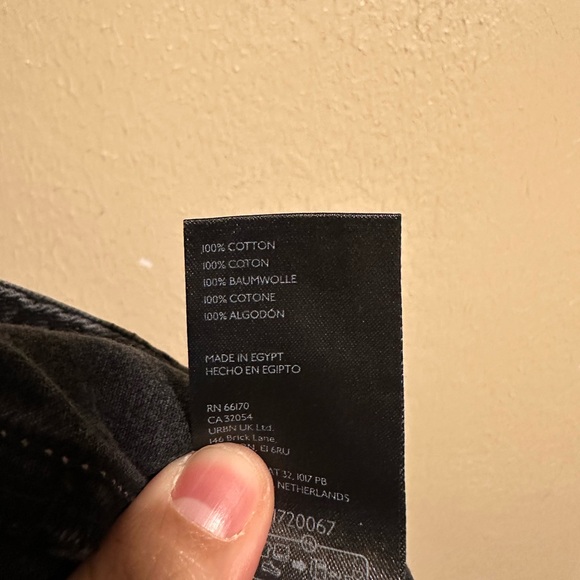 100% COTTON
100% COTON
100% BAUMWOLLE
100% COTONE
100% ALGODÓN
MADE IN EGYPT
HECHO EN EGIPTO
RN 66170
CA 32054
URBN UK Ltd.
146 Brick Lane,
E1 6RU
32, 1017 PB
NETHERLANDS
720067